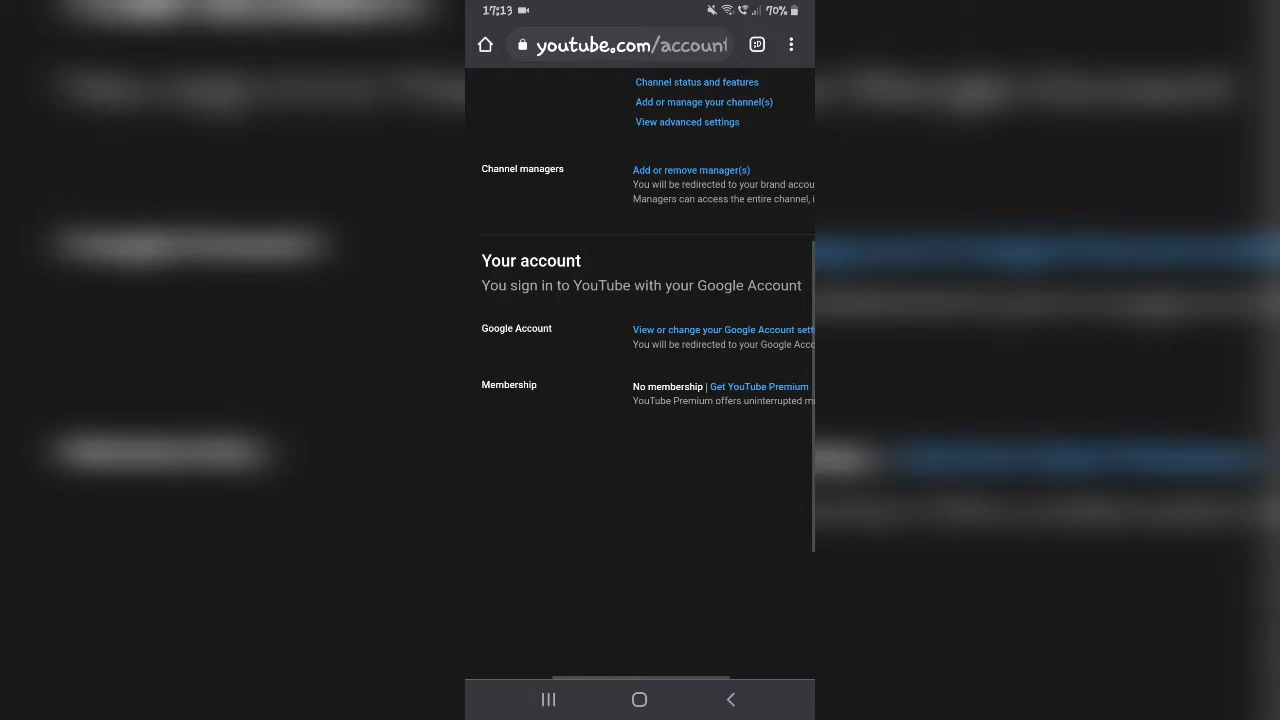 17:13 70%
youtube.com/account
Channel status and features
Add or manage your channel(s)
View advanced settings
Channel managers
Add or remove manager(s)
You will be redirected to your brand accou
Managers can access the entire channel, i
Your account
You sign in to YouTube with your Google Account
Google Account
View or change your Google Account sett
You will be redirected to your Google Acco
Membership
No membership | Get YouTube Premium
YouTube Premium offers uninterrupted m